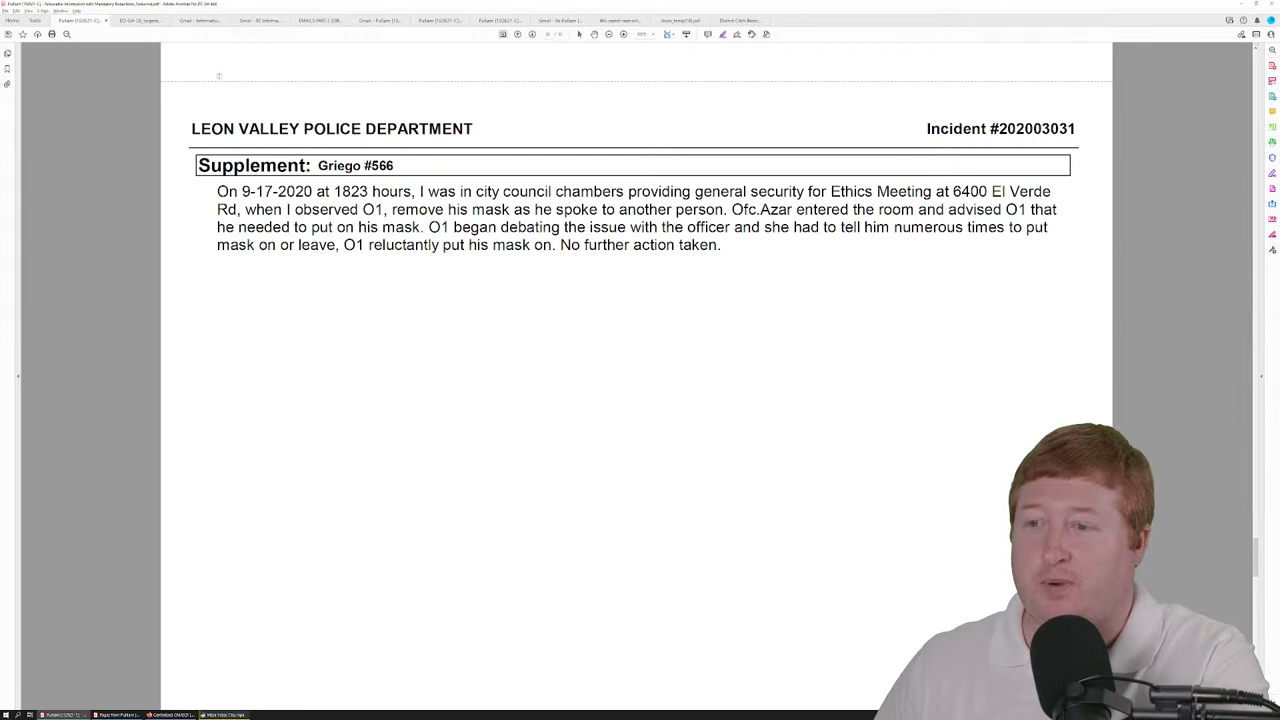 Home Tools
LEON VALLEY POLICE DEPARTMENT Incident #202003031
Supplement: Griego #566
On 9-17-2020 at 1823 hours, I was in city council chambers providing general security for Ethics Meeting at 6400 El Verde
Rd, when I observed O1, remove his mask as he spoke to another person. Ofc.Azar entered the room and advised O1 that
he needed to put on his mask. O1 began debating the issue with the officer and she had to tell him numerous times to put
mask on or leave, O1 reluctantly put his mask on. No further action taken.